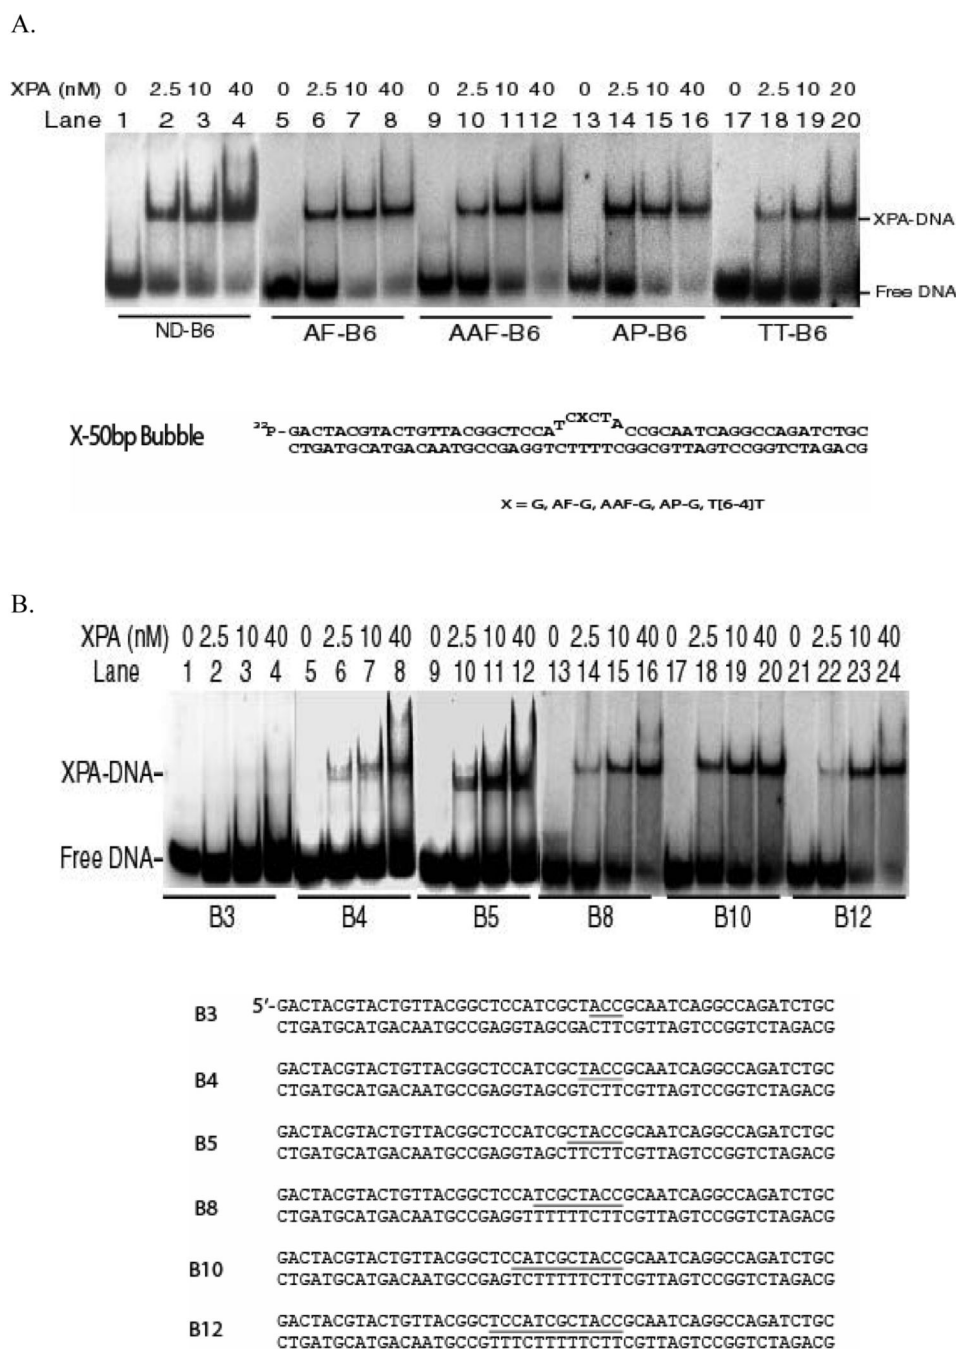 A.
XPA (nM) 0 2.5 10 40 0 2.5 10 40 0 2.5 10 40 0 2.5 10 40 0 2.5 10 20
Lane 1 2 3 4 5 6 7 8 9 10 11 12 13 14 15 16 17 18 19 20
XPA-DNA
Free DNA
ND-B6 AF-B6 AAF-B6 AP-B6 TT-B6
X-50bp Bubble
³²P-GACTACGTACTGTTACGGCTCCATCXCTACCGCAATCAGGCCAGATCTGC
CTGATGCATGACAATGCCGAGGTCTTTTCGGCGTTAGTCCGGTCTAGACG
X = G, AF-G, AAF-G, AP-G, T[6-4]T
B.
XPA (nM) 0 2.5 10 40 0 2.5 10 40 0 2.5 10 40 0 2.5 10 40 0 2.5 10 40 0 2.5 10 40
Lane 1 2 3 4 5 6 7 8 9 10 11 12 13 14 15 16 17 18 19 20 21 22 23 24
XPA-DNA-
Free DNA-
B3 B4 B5 B8 B10 B12
B3 5'-GACTACGTACTGTTACGGCTCCATCGCTACCGCAATCAGGCCAGATCTGC
CTGATGCATGACAATGCCGAGGTAGCGACTTCGTTAGTCCGGTCTAGACG
B4 GACTACGTACTGTTACGGCTCCATCGCTACCGCAATCAGGCCAGATCTGC
CTGATGCATGACAATGCCGAGGTAGCGTCTTCGTTAGTCCGGTCTAGACG
B5 GACTACGTACTGTTACGGCTCCATCGCTACCGCAATCAGGCCAGATCTGC
CTGATGCATGACAATGCCGAGGTAGCTTCTTCGTTAGTCCGGTCTAGACG
B8 GACTACGTACTGTTACGGCTCCATCGCTACCGCAATCAGGCCAGATCTGC
CTGATGCATGACAATGCCGAGGTTTTTTCTTCGTTAGTCCGGTCTAGACG
B10 GACTACGTACTGTTACGGCTCCATCGCTACCGCAATCAGGCCAGATCTGC
CTGATGCATGACAATGCCGAGTCTTTTTCTTCGTTAGTCCGGTCTAGACG
B12 GACTACGTACTGTTACGGCTCCATCGCTACCGCAATCAGGCCAGATCTGC
CTGATGCATGACAATGCCGTTTCTTTTTCTTCGTTAGTCCGGTCTAGACG